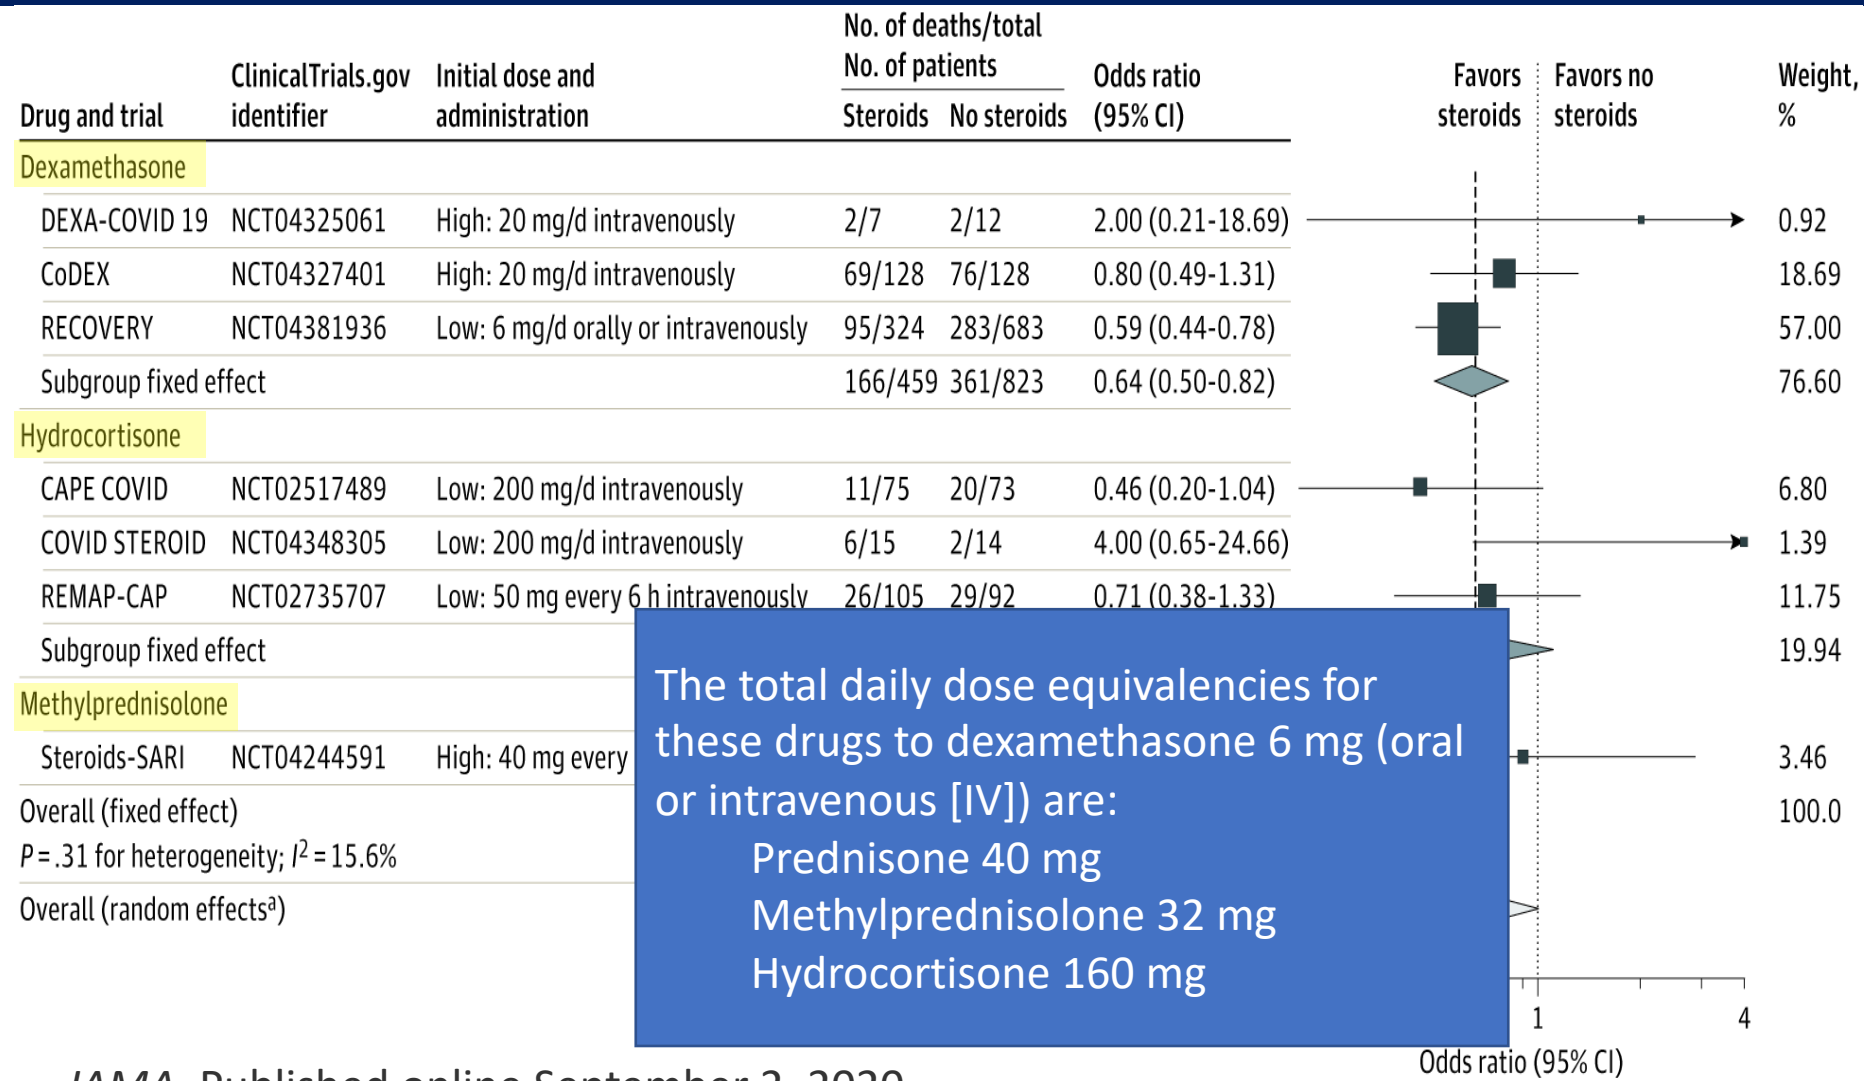 No. of deaths/total
No. of patients
ClinicalTrials.gov Initial dose and Odds ratio Favors Favors no Weight,
Drug and trial identifier administration Steroids No steroids (95% CI) steroids steroids %
Dexamethasone
DEXA-COVID 19 NCT04325061 High: 20 mg/d intravenously 2/7 2/12 2.00 (0.21-18.69) 0.92
CoDEX NCT04327401 High: 20 mg/d intravenously 69/128 76/128 0.80 (0.49-1.31) 18.69
RECOVERY NCT04381936 Low: 6 mg/d orally or intravenously 95/324 283/683 0.59 (0.44-0.78) 57.00
Subgroup fixed effect 166/459 361/823 0.64 (0.50-0.82) 76.60
Hydrocortisone
CAPE COVID NCT02517489 Low: 200 mg/d intravenously 11/75 20/73 0.46 (0.20-1.04) 6.80
COVID STEROID NCT04348305 Low: 200 mg/d intravenously 6/15 2/14 4.00 (0.65-24.66) 1.39
REMAP-CAP NCT02735707 Low: 50 mg every 6 h intravenously 26/105 29/92 0.71 (0.38-1.33) 11.75
Subgroup fixed effect 19.94
Methylprednisolone
Steroids-SARI NCT04244591 High: 40 mg every 3.46
Overall (fixed effect) 100.0
P = .31 for heterogeneity; I² = 15.6%
Overall (random effectsª)
The total daily dose equivalencies for
these drugs to dexamethasone 6 mg (oral
or intravenous [IV]) are:
Prednisone 40 mg
Methylprednisolone 32 mg
Hydrocortisone 160 mg
1 4
Odds ratio (95% CI)
JAMA. Published online September 2, 2020